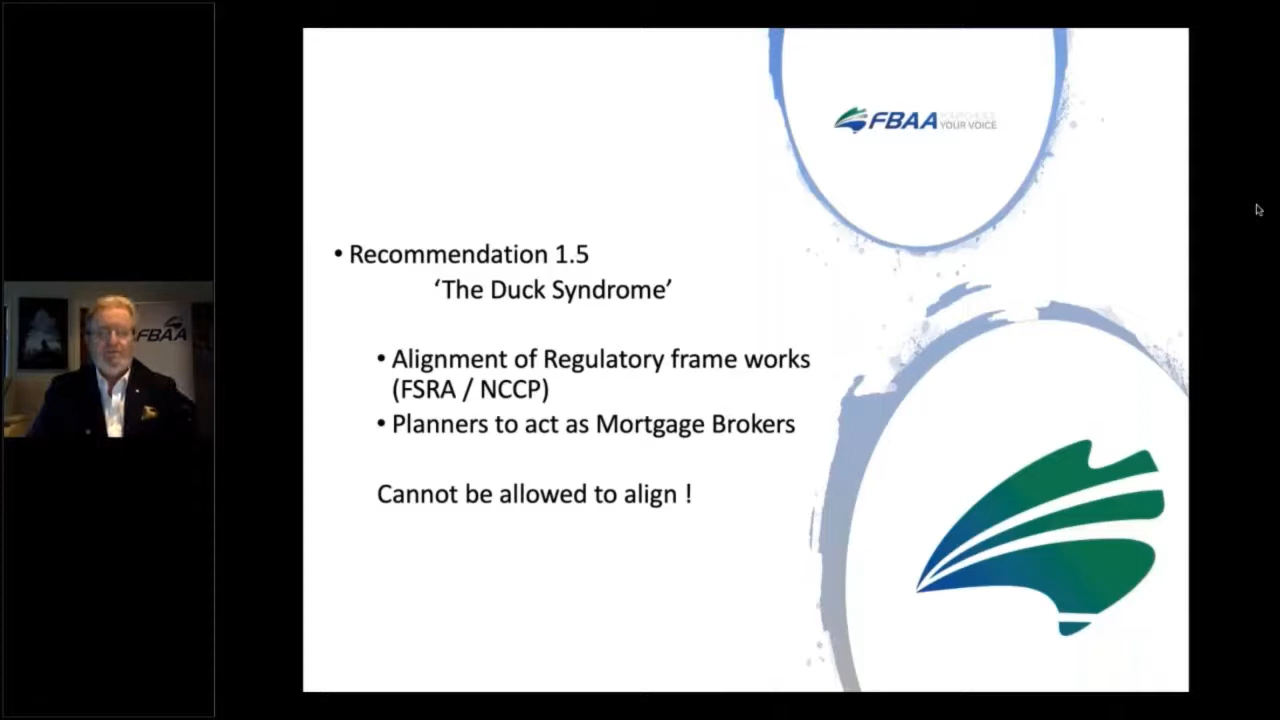 FBAA
YOUR VOICE
• Recommendation 1.5
‘The Duck Syndrome’
• Alignment of Regulatory frame works
(FSRA / NCCP)
• Planners to act as Mortgage Brokers
Cannot be allowed to align !
FBAA